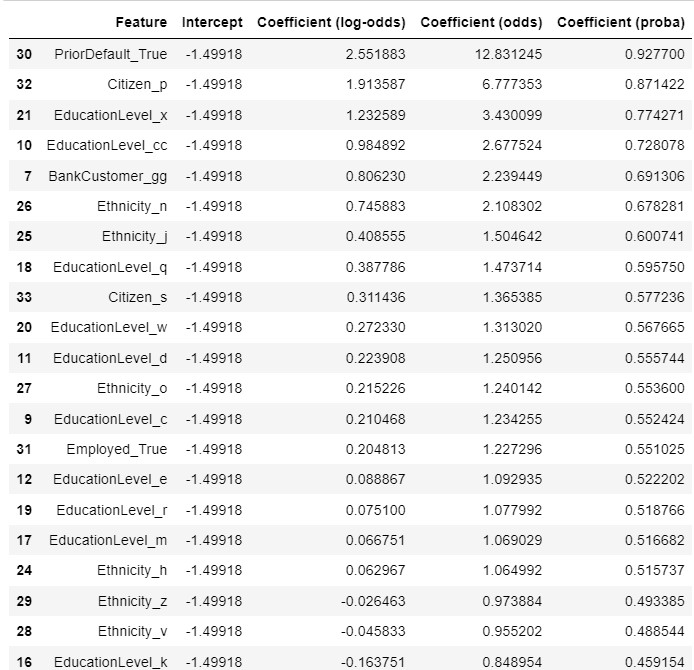 Feature Intercept Coefficient (log-odds) Coefficient (odds) Coefficient (proba)
30 PriorDefault_True -1.49918 2.551883 12.831245 0.927700
32 Citizen_p -1.49918 1.913587 6.777353 0.871422
21 EducationLevel_x -1.49918 1.232589 3.430099 0.774271
10 EducationLevel_cc -1.49918 0.984892 2.677524 0.728078
7 BankCustomer_gg -1.49918 0.806230 2.239449 0.691306
26 Ethnicity_n -1.49918 0.745883 2.108302 0.678281
25 Ethnicity_j -1.49918 0.408555 1.504642 0.600741
18 EducationLevel_q -1.49918 0.387786 1.473714 0.595750
33 Citizen_s -1.49918 0.311436 1.365385 0.577236
20 EducationLevel_w -1.49918 0.272330 1.313020 0.567665
11 EducationLevel_d -1.49918 0.223908 1.250956 0.555744
27 Ethnicity_o -1.49918 0.215226 1.240142 0.553600
9 EducationLevel_c -1.49918 0.210468 1.234255 0.552424
31 Employed_True -1.49918 0.204813 1.227296 0.551025
12 EducationLevel_e -1.49918 0.088867 1.092935 0.522202
19 EducationLevel_r -1.49918 0.075100 1.077992 0.518766
17 EducationLevel_m -1.49918 0.066751 1.069029 0.516682
24 Ethnicity_h -1.49918 0.062967 1.064992 0.515737
29 Ethnicity_z -1.49918 -0.026463 0.973884 0.493385
28 Ethnicity_v -1.49918 -0.045833 0.955202 0.488544
16 EducationLevel_k -1.49918 -0.163751 0.848954 0.459154